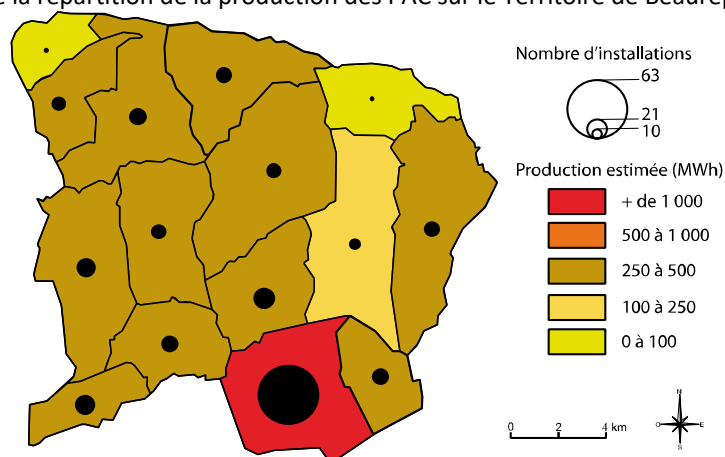 la répartition de la production des PAC sur le Territoire de
Nombre d'installations
63
21
10
Production estimée (MWh)
+ de 1 000
500 à 1 000
250 à 500
100 à 250
0 à 100
N
O E
S
0 2 4 km